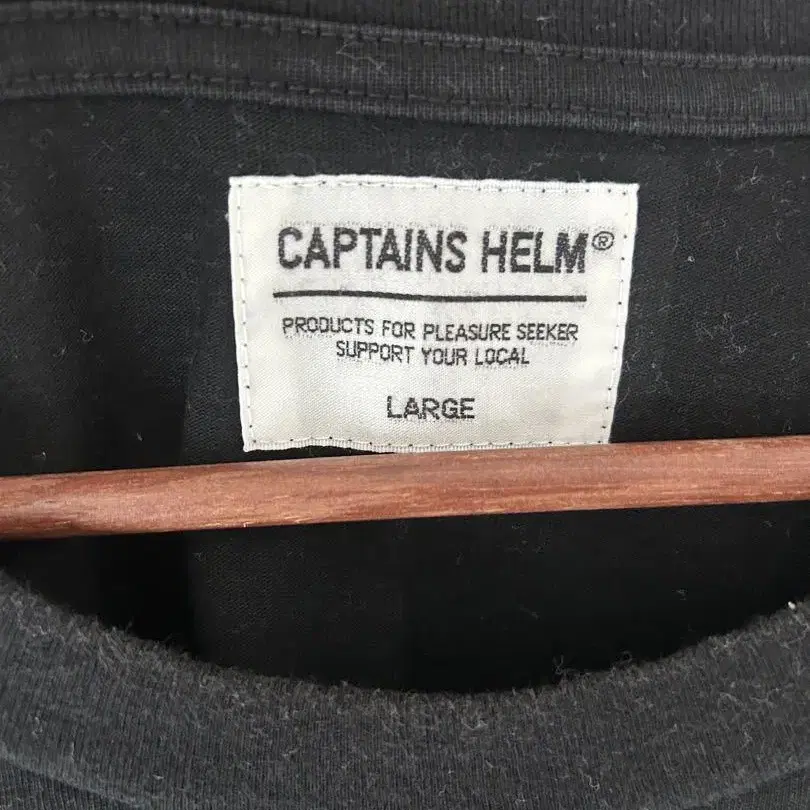 CAPTAINS HELM®
PRODUCTS FOR PLEASURE SEEKER
SUPPORT YOUR LOCAL
LARGE